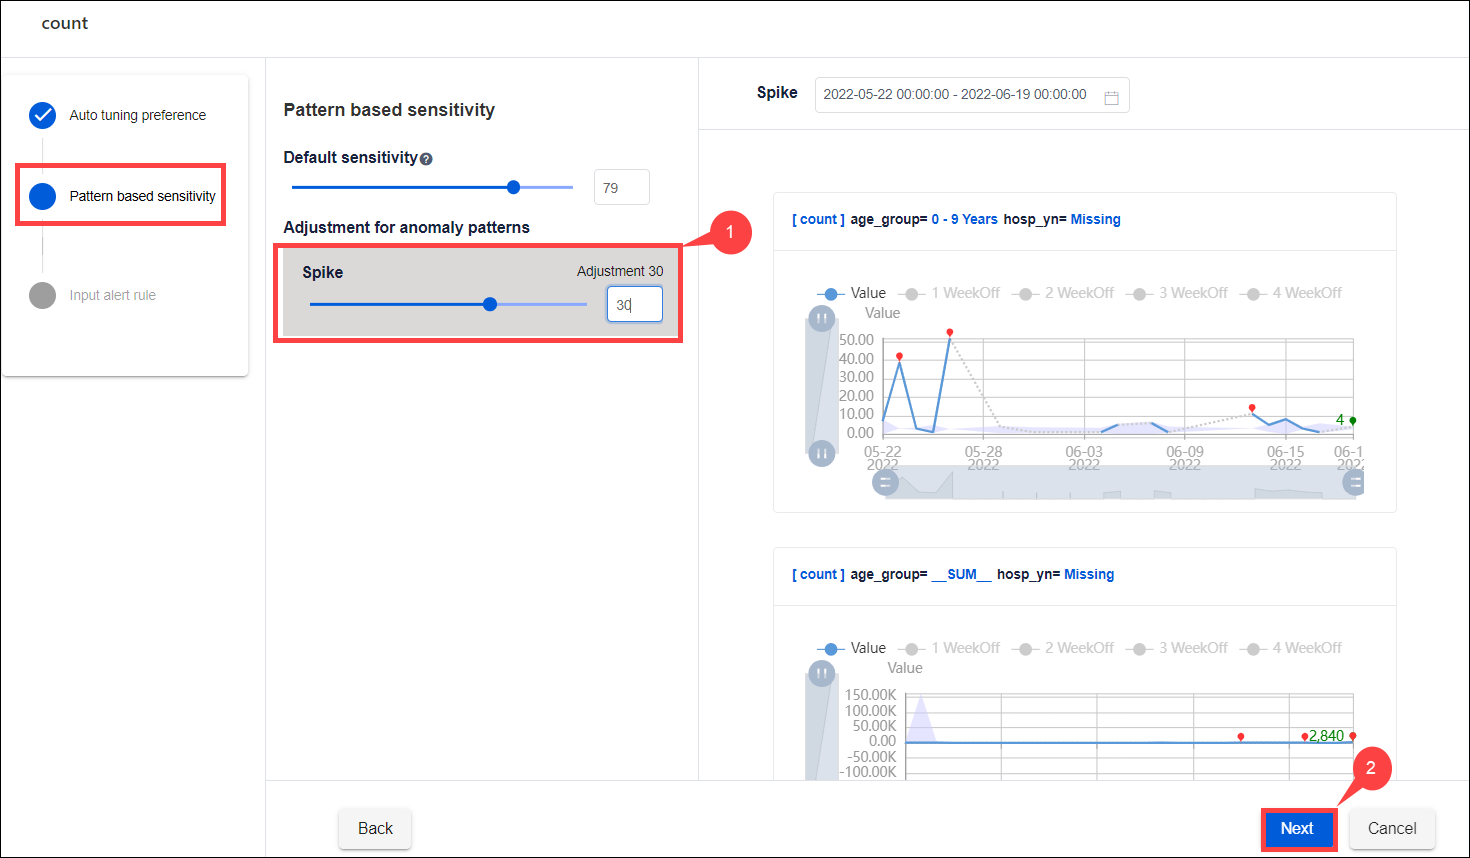 count
Auto tuning preference
Pattern based sensitivity
Input alert rule
Pattern based sensitivity
Default sensitivity ?
79
Adjustment for anomaly patterns
Spike
Adjustment 30
30
1
Spike
2022-05-22 00:00:00 - 2022-06-19 00:00:00
[ count ] age_group= 0 - 9 Years hosp_yn= Missing
Value 1 WeekOff 2 WeekOff 3 WeekOff 4 WeekOff
Value
50.00
40.00
30.00
20.00
10.00
0.00
4
05-22 05-28 06-03 06-09 06-15 06-1
2022 2022 2022 2022 2022 202
[ count ] age_group= __SUM__ hosp_yn= Missing
Value 1 WeekOff 2 WeekOff 3 WeekOff 4 WeekOff
Value
150.00K
100.00K
50.00K
0.00
-50.00K
-100.00K
2,840
2
Back
Next
Cancel